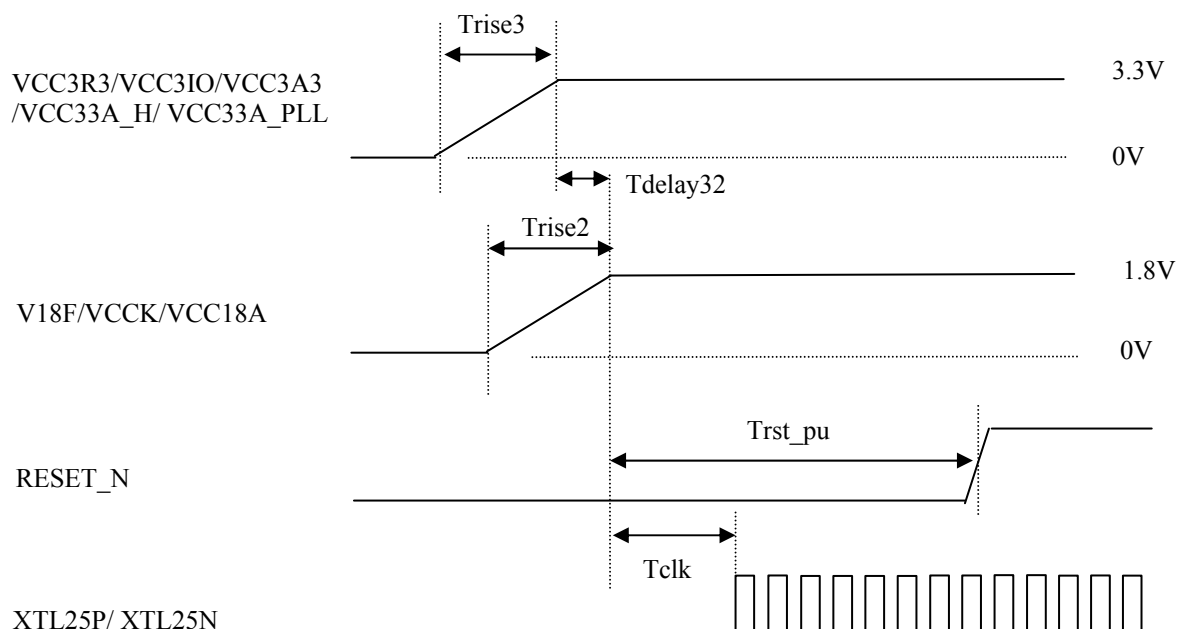 Trise3
VCC3R3/VCC3IO/VCC3A3
/VCC33A_H/ VCC33A_PLL
3.3V
0V
Tdelay32
Trise2
1.8V
V18F/VCCK/VCC18A
0V
Trst_pu
RESET_N
Tclk
XTL25P/ XTL25N